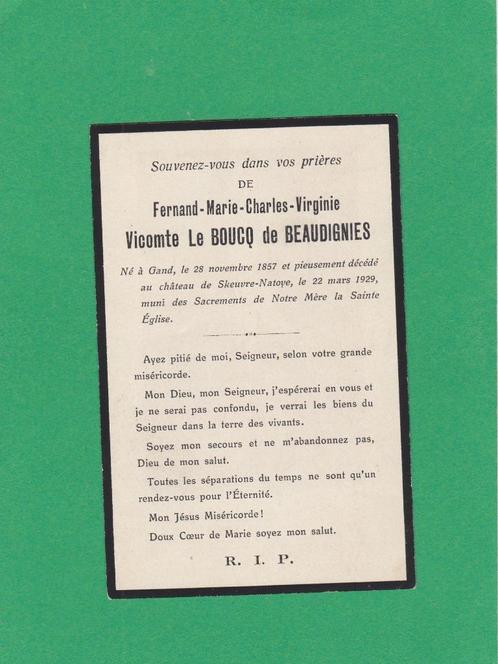 Souvenez-vous dans vos prières
DE
Fernand-Marie-Charles-Virginie
Vicomte Le BOUCQ de BEAUDIGNIES
Né à Gand, le 28 novembre 1857 et pieusement décédé
au château de Skeuvre-Natoye, le 22 mars 1929,
muni des Sacrements de Notre Mère la Sainte
Église.
Ayez pitié de moi, Seigneur, selon votre grande
miséricorde.
Mon Dieu, mon Seigneur, j'espérerai en vous et
je ne serai pas confondu, je verrai les biens du
Seigneur dans la terre des vivants.
Soyez mon secours et ne m'abandonnez pas,
Dieu de mon salut.
Toutes les séparations du temps ne sont qu'un
rendez-vous pour l'Éternité.
Mon Jésus Miséricorde!
Doux Cœur de Marie soyez mon salut.
R. I. P.